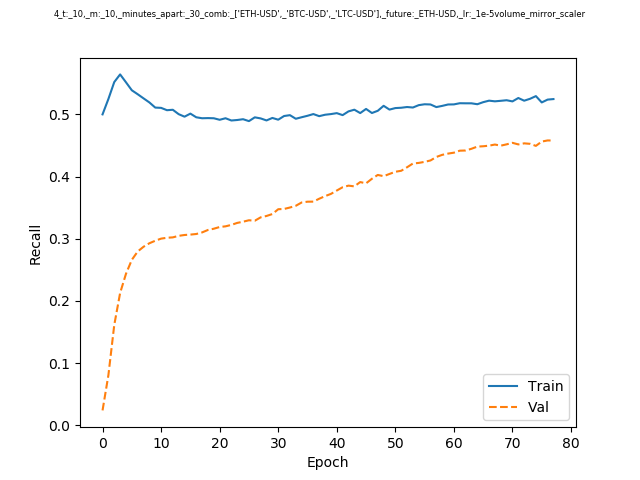 4_t:_10,_m:_10,_minutes_apart:_30_comb:_['ETH-USD',_'BTC-USD',_'LTC-USD'],_future:_ETH-USD,_lr:_1e-5volume_mirror_scaler
Recall
0.5
0.4
0.3
0.2
0.1
0.0
Train
Val
0 10 20 30 40 50 60 70 80
Epoch